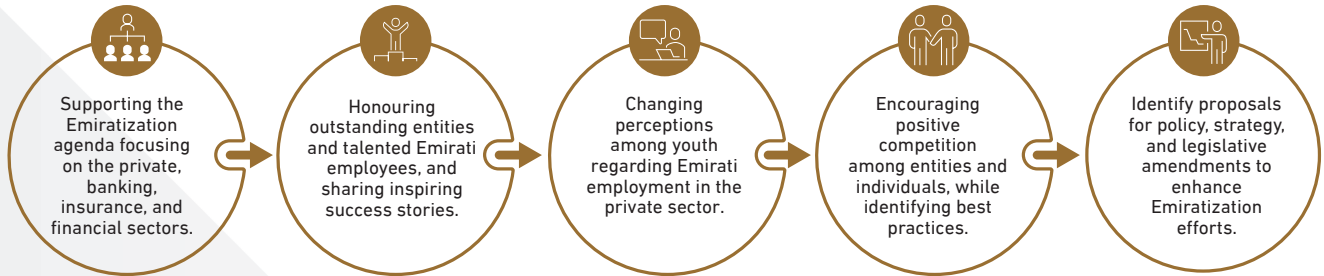 Supporting the
Emiratization
agenda focusing
on the private,
banking,
insurance, and
financial sectors.
Honouring
outstanding entities
and talented Emirati
employees, and
sharing inspiring
success stories.
Changing
perceptions
among youth
regarding Emirati
employment in the
private sector.
Encouraging
positive
competition
among entities and
individuals, while
identifying best
practices.
Identify proposals
for policy, strategy,
and legislative
amendments to
enhance
Emiratization
efforts.